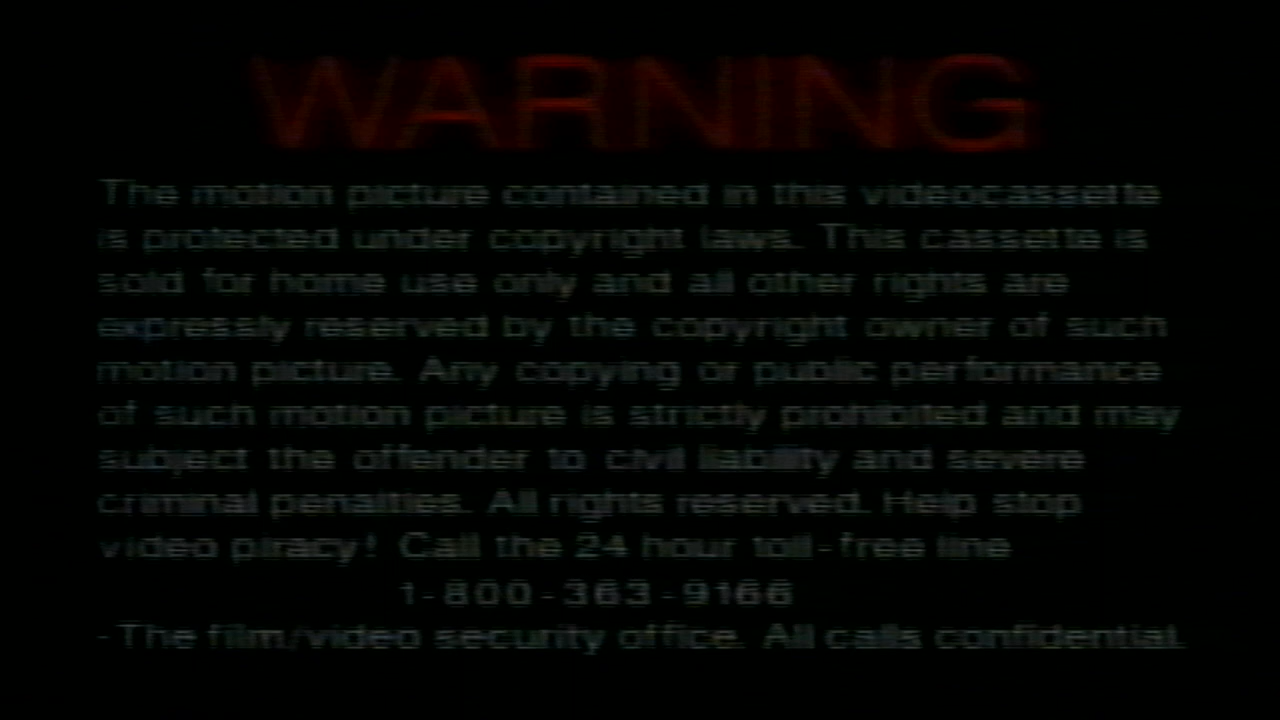 WARNING
The motion picture contained in this videocassette
is protected under copyright laws. This cassette is
sold for home use only and all other rights are
expressly reserved by the copyright owner of such
motion picture. Any copying or public performance
of such motion picture is strictly prohibited and may
subject the offender to civil liability and severe
criminal penalties. All rights reserved. Help stop
video piracy! Call the 24 hour toll-free line
1-800-363-9166
-The film/video security office. All calls confidential.